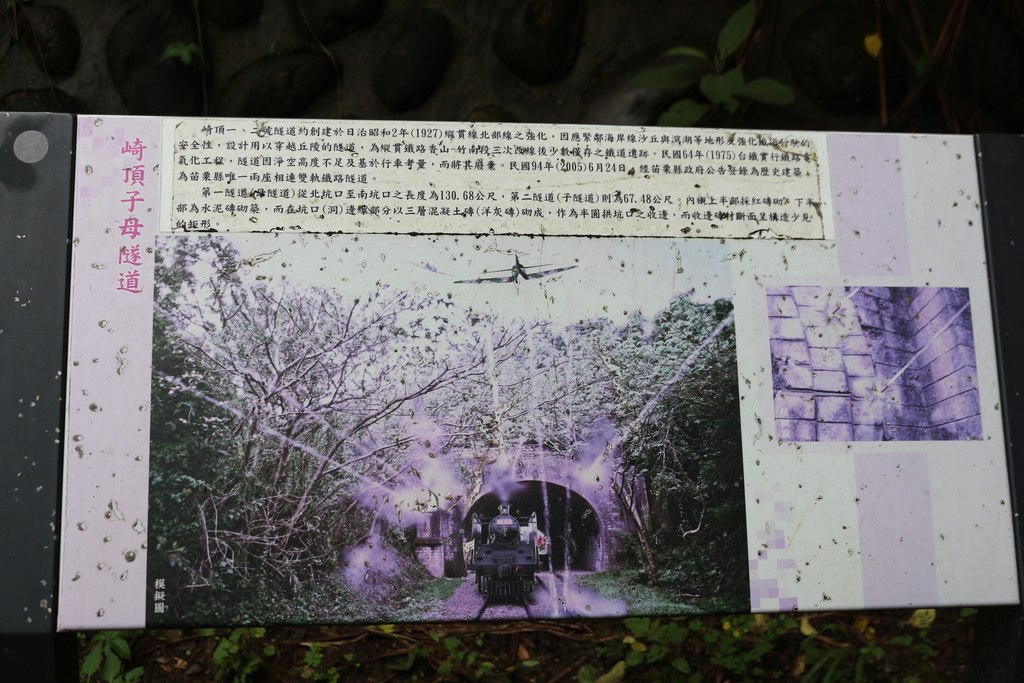 崎頂子母隧道
崎頂一、二號隧道約創建於日治昭和2年(1927)縱貫線北部線之強化，因應緊鄰海岸線沙丘與瀉湖等地形及強化鐵道行駛的
安全性，設計用以穿越丘陵的隧道，為縱貫鐵路香山-竹南段三次改線後少數僅存之鐵道遺跡。民國64年(1975)台鐵實行鐵路電
氣化工程，隧道因淨空高度不足及基於行車考量，而將其廢棄。民國94年(2005)6月24日，經苗栗縣政府公告登錄為歷史建築，
為苗栗縣唯一兩座相連雙軌鐵路隧道。
第一隧道(母隧道)從北坑口至南坑口之長度為130.68公尺，第二隧道(子隧道)則為67.48公尺。內襯上半部採紅磚砌，下半
部為水泥磚砌築，而在坑口(洞)邊緣部分以三層混凝土磚(洋灰磚)砌成，作為半圓拱坑口之收邊，而收邊磚材斷面呈構造少見
的矩形
模擬圖